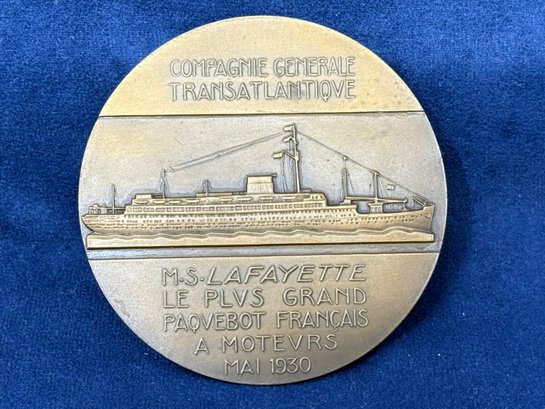 COMPAGNIE GENERALE
TRANSATLANTIQVE
M-S-LAFAYETTE
LE PLVS GRAND
PAQVEBOT FRANÇAIS
A MOTEVRS
MAI 1930